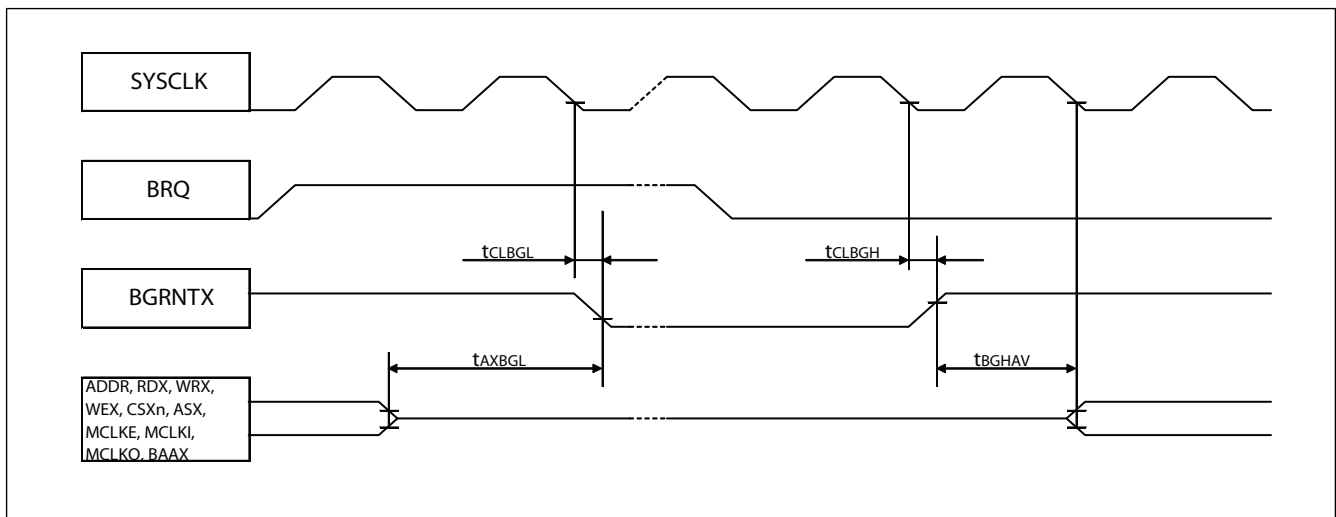 SYSCLK
BRQ
tCLBGL
tCLBGH
BGRNTX
tAXBGL
tBGHAV
ADDR, RDX, WRX,
WEX, CSXn, ASX,
MCLKE, MCLKI,
MCLKO, BAAX